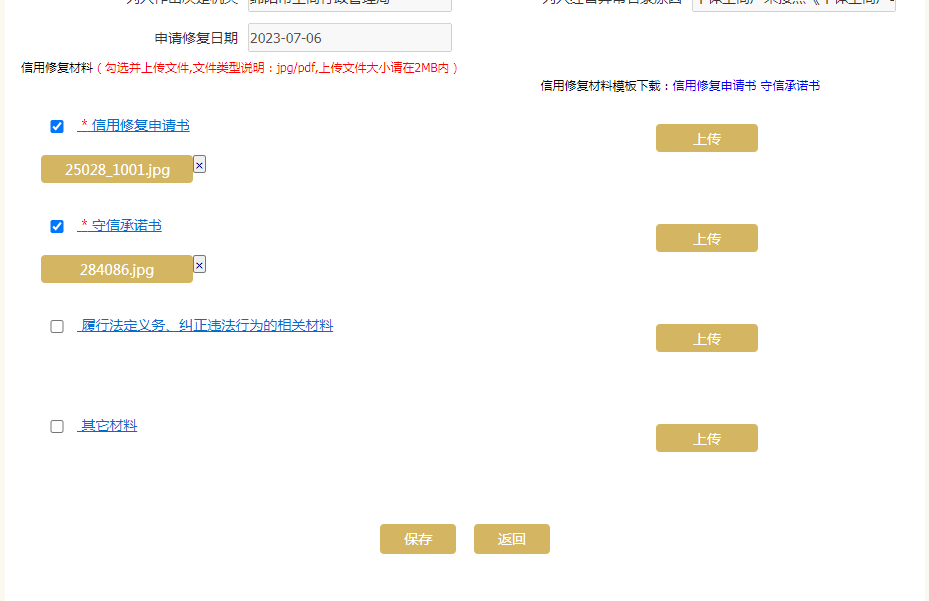 申请修复日期 2023-07-06
信用修复材料 ( 勾选并上传文件,文件类型说明：jpg/pdf,上传文件大小请在2MB内 )
信用修复材料模板下载：信用修复申请书 守信承诺书
* 信用修复申请书
上传
25028_1001.jpg x
* 守信承诺书
上传
284086.jpg x
履行法定义务、纠正违法行为的相关材料
上传
其它材料
上传
保存 返回